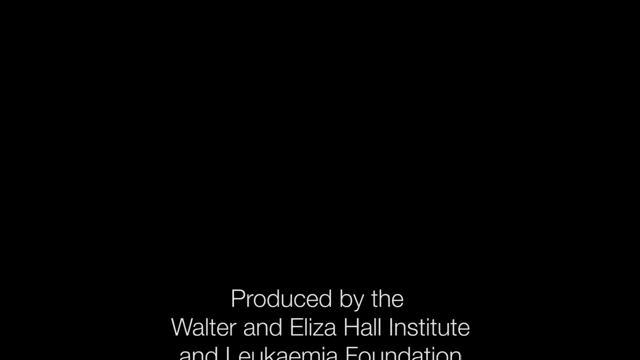 Produced by the
Walter and Eliza Hall Institute
and Leukaemia Foundation